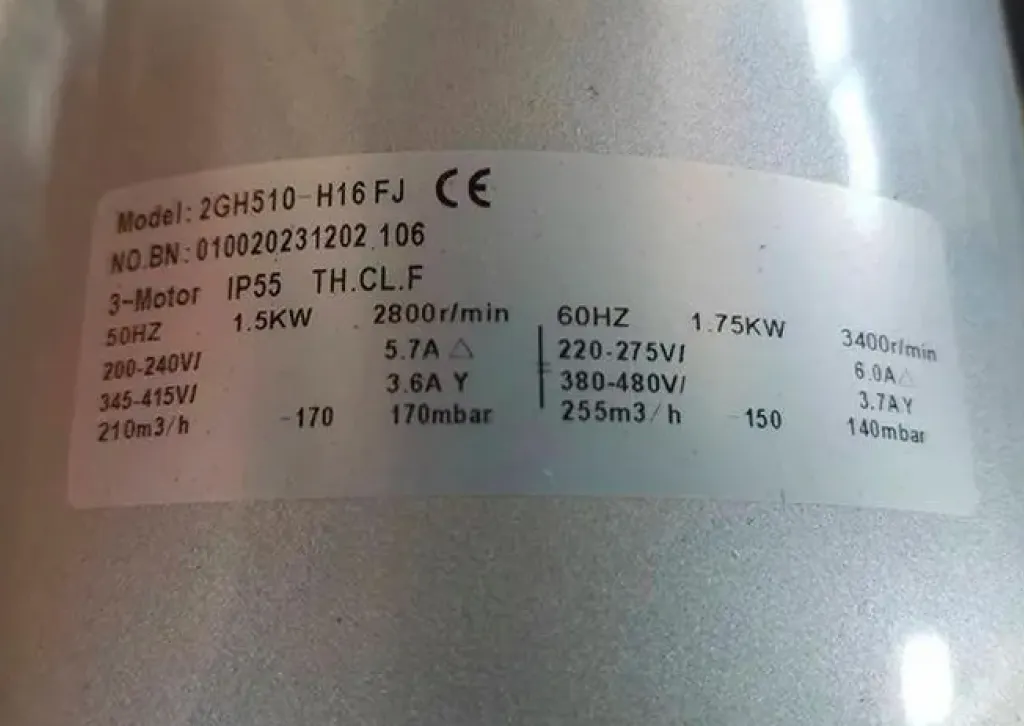 Model: 2GH510-H16 FJ CE
NO.BN: 010020231202 106
3-Motor IP55 TH.CL.F
50HZ 1.5KW 2800r/min 60HZ 1.75KW 3400r/min
200-240V/ 5.7A △ 220-275V/ 6.0A△
345-415V/ 3.6A Y 380-480V/ 3.7A Y
210m3/h -170 170mbar 255m3/h -150 140mbar